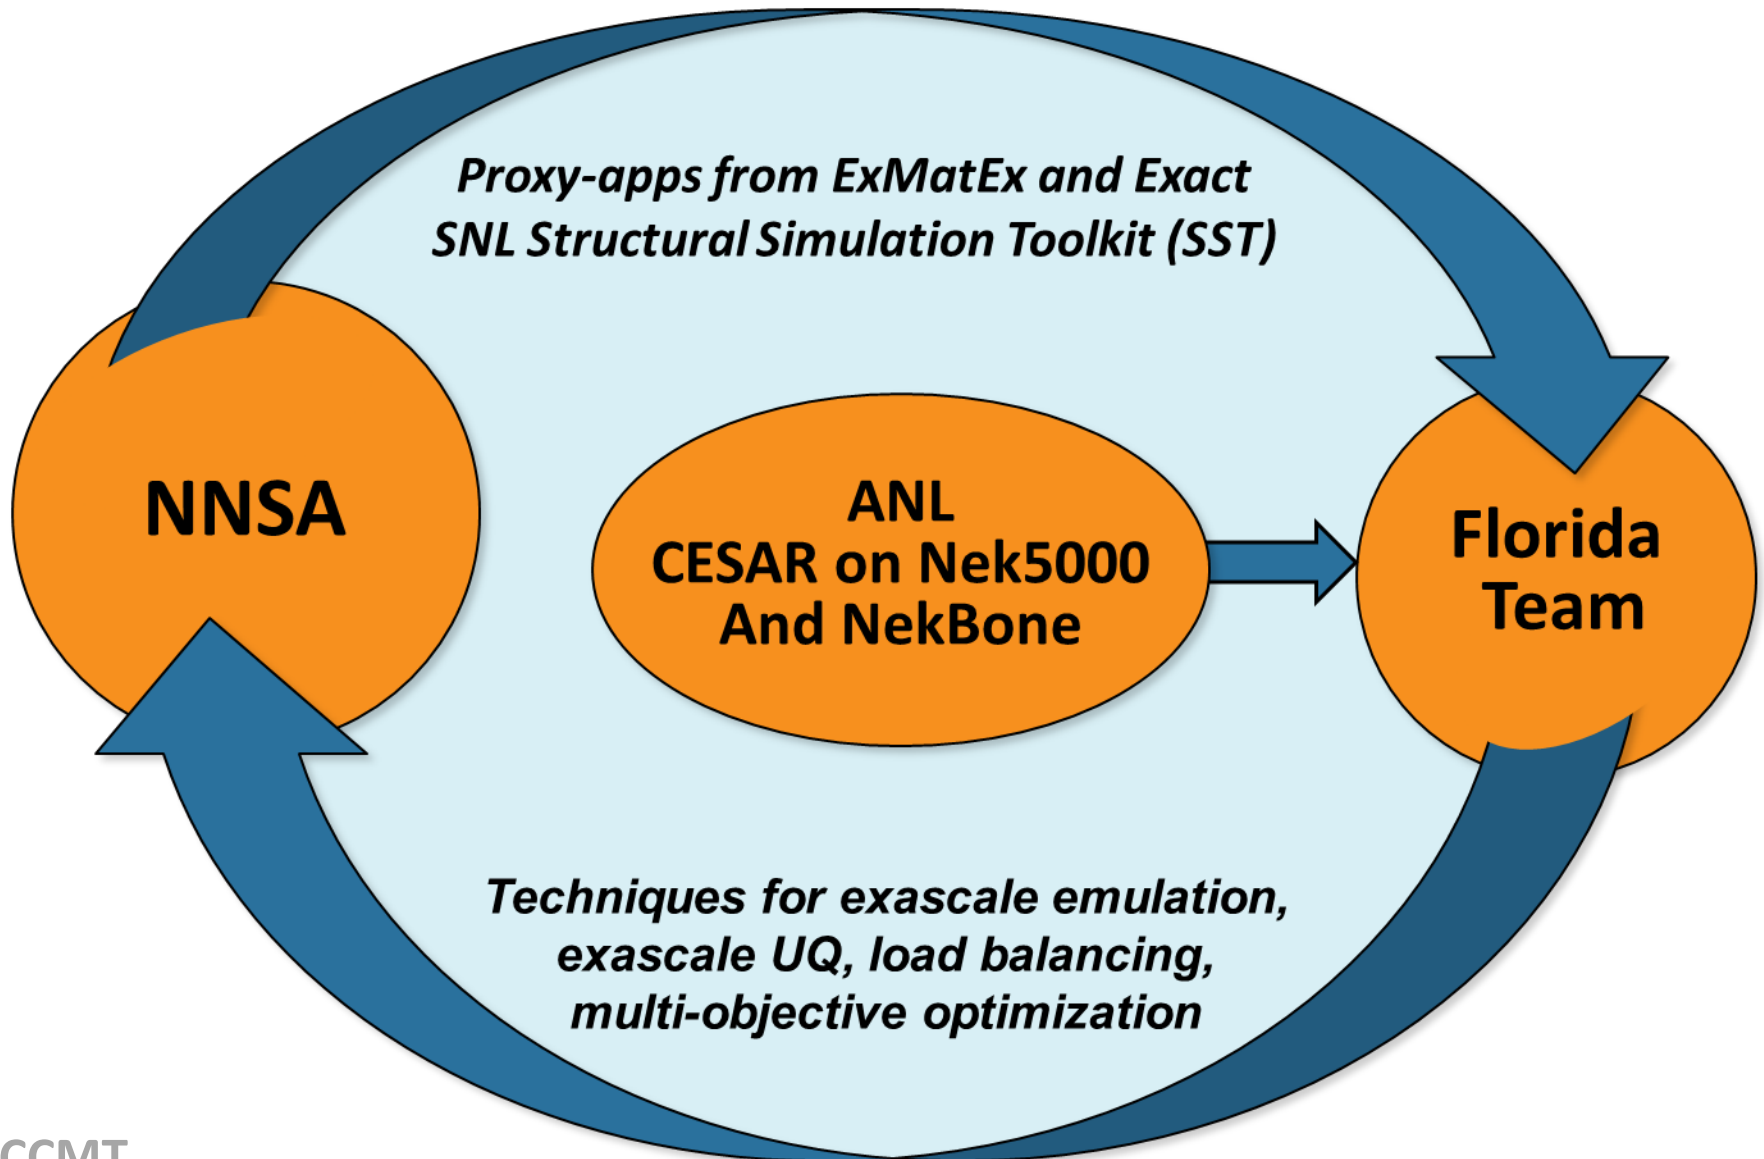 Proxy-apps from ExMatEx and Exact
SNL Structural Simulation Toolkit (SST)
NNSA
ANL
CESAR on Nek5000
And NekBone
Florida
Team
Techniques for exascale emulation,
exascale UQ, load balancing,
multi-objective optimization
CCMT